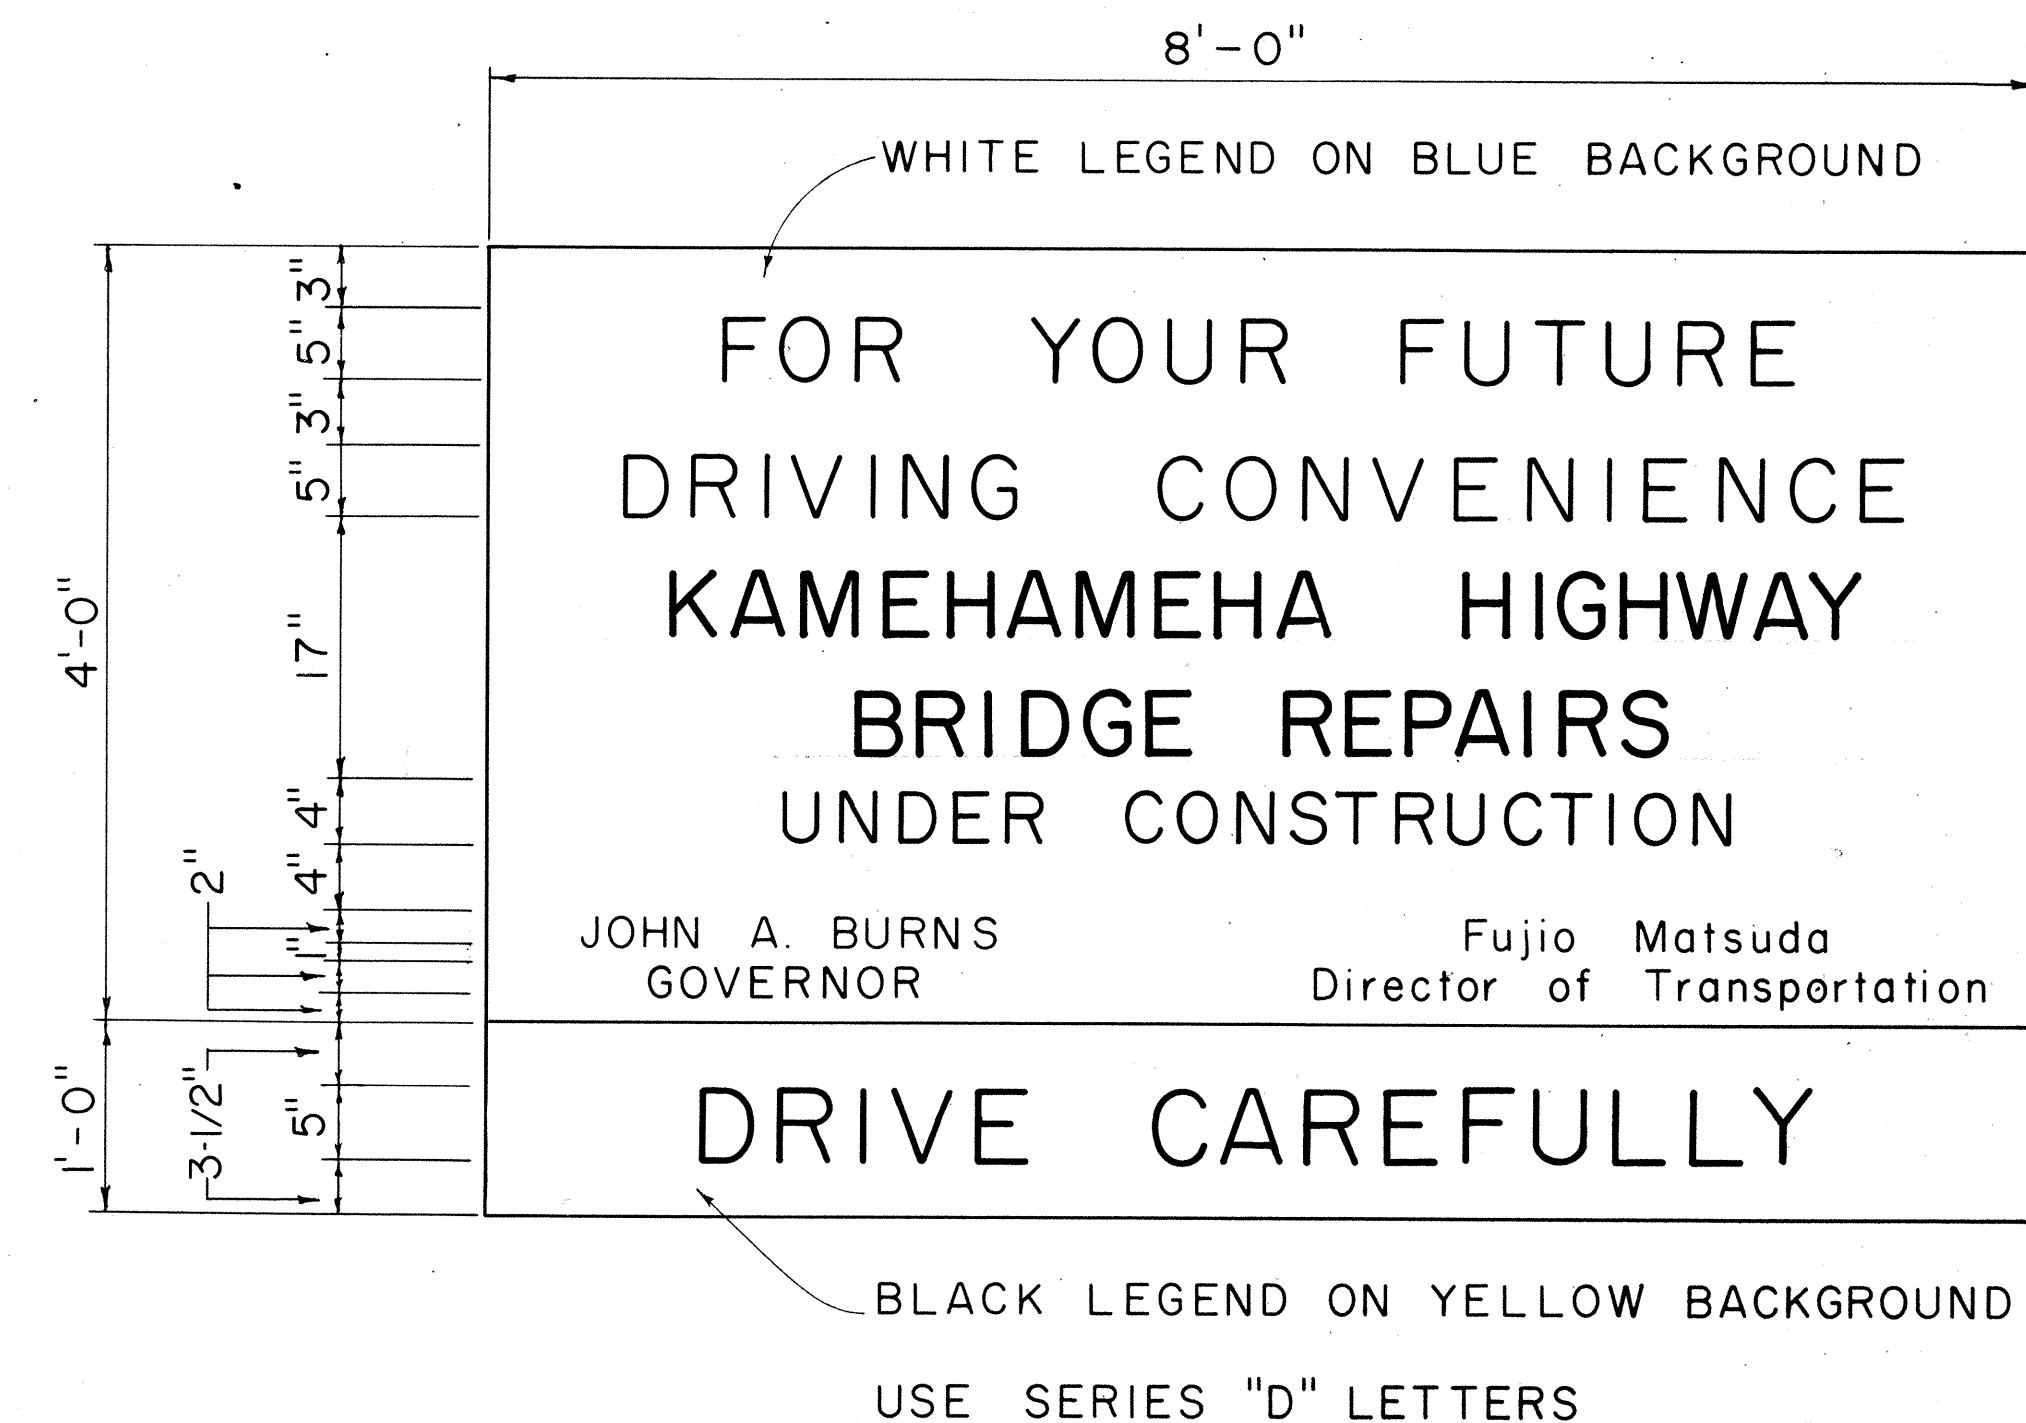 8'-0"
WHITE LEGEND ON BLUE BACKGROUND
3"
5"
3"
5"
17"
4"
4"
2"
1"
4'-0"
FOR YOUR FUTURE
DRIVING CONVENIENCE
KAMEHAMEHA HIGHWAY
BRIDGE REPAIRS
UNDER CONSTRUCTION
JOHN A. BURNS
GOVERNOR
Fujio Matsuda
Director of Transportation
1'-0"
3-1/2"
5"
DRIVE CAREFULLY
BLACK LEGEND ON YELLOW BACKGROUND
USE SERIES "D" LETTERS